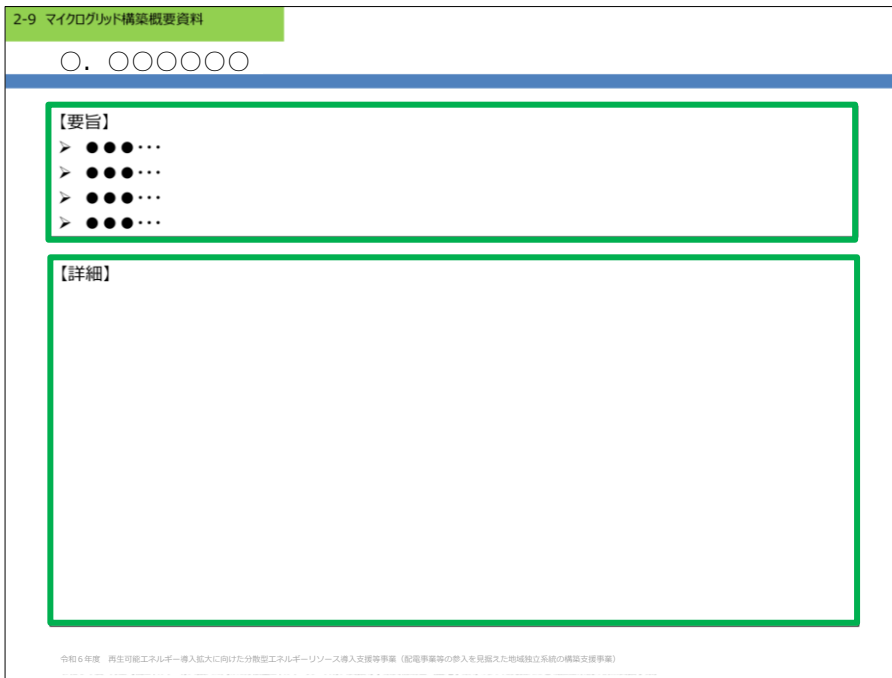 2-9 マイクログリッド構築概要資料
○. ○○○○○○
【要旨】
➢ ●●●･･･
➢ ●●●･･･
➢ ●●●･･･
➢ ●●●･･･
【詳細】
令和６年度　再生可能エネルギー導入拡大に向けた分散型エネルギーリソース導入支援等事業（配電事業等の参入を見据えた地域独立系統の構築支援事業）